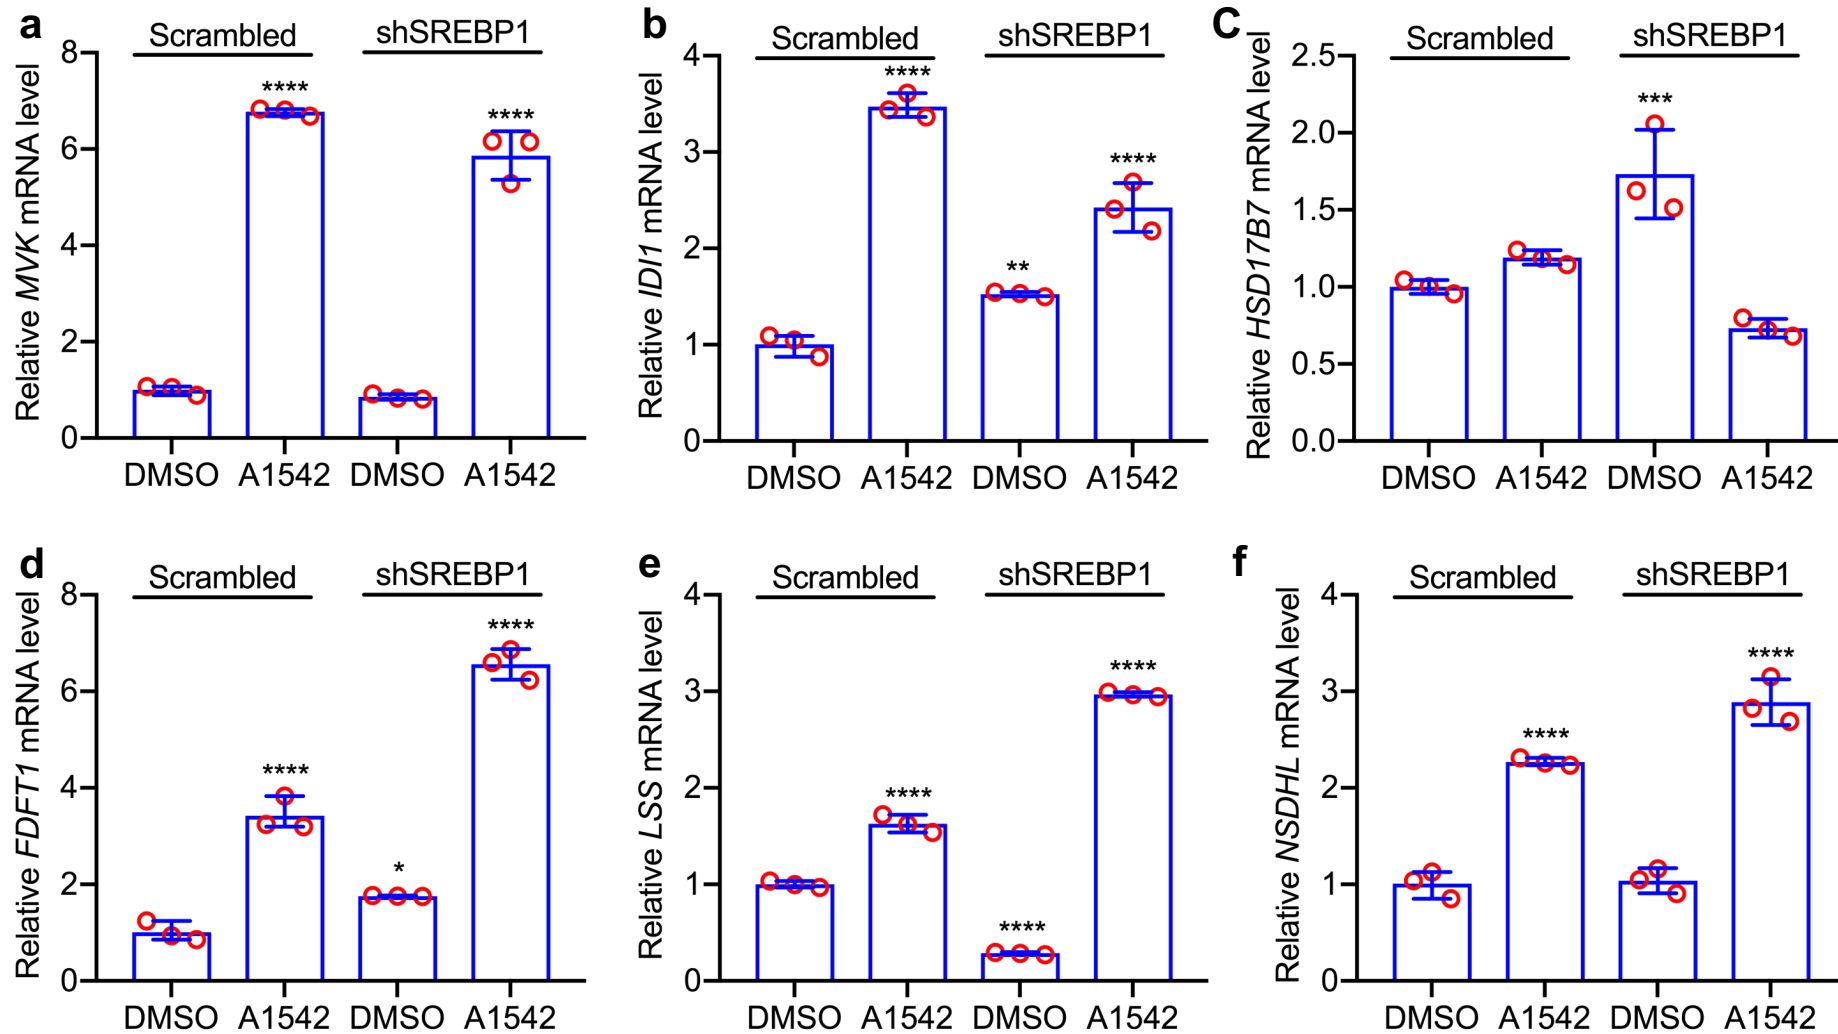 a
Scrambled shSREBP1
Relative MVK mRNA level
8
6
4
2
0
**** ****
DMSO A1542 DMSO A1542
b
Scrambled shSREBP1
Relative IDI1 mRNA level
4
3
2
1
0
**** ** ****
DMSO A1542 DMSO A1542
C
Scrambled shSREBP1
Relative HSD17B7 mRNA level
2.5
2.0
1.5
1.0
0.5
0.0
***
DMSO A1542 DMSO A1542
d
Scrambled shSREBP1
Relative FDFT1 mRNA level
8
6
4
2
0
**** * ****
DMSO A1542 DMSO A1542
e
Scrambled shSREBP1
Relative LSS mRNA level
4
3
2
1
0
**** **** ****
DMSO A1542 DMSO A1542
f
Scrambled shSREBP1
Relative NSDHL mRNA level
4
3
2
1
0
**** ****
DMSO A1542 DMSO A1542